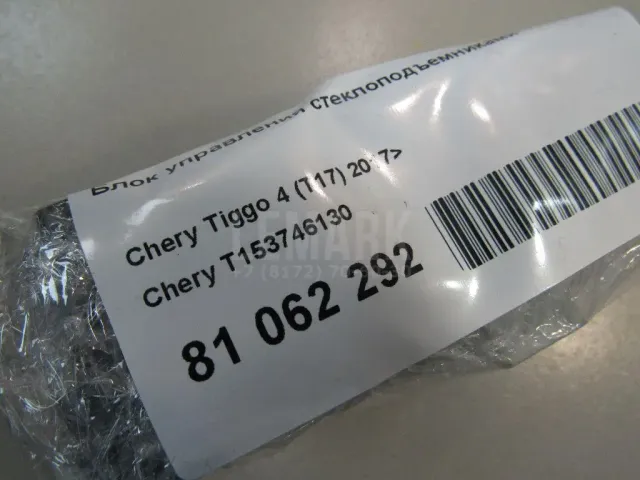 Блок управления стеклоподъемниками
Chery Tiggo 4 (T17) 2017>
Chery T153746130
81 062 292